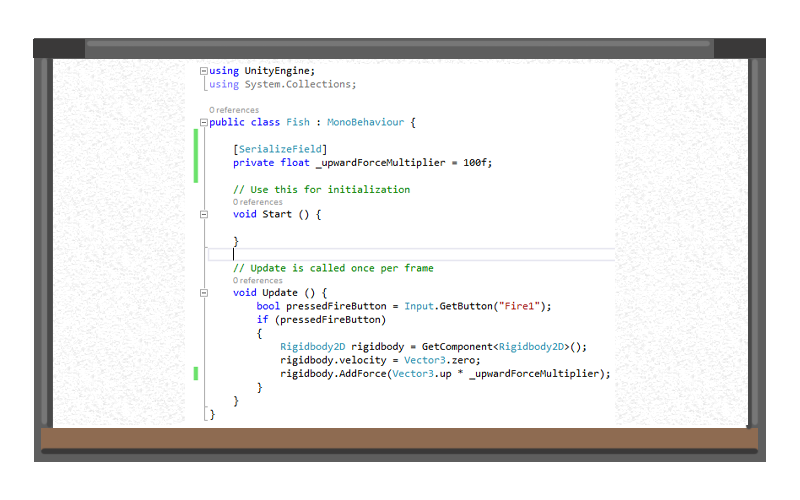 using UnityEngine;
using System.Collections;
0 references
public class Fish : MonoBehaviour {
[SerializeField]
private float _upwardForceMultiplier = 100f;
// Use this for initialization
0 references
void Start () {
}
// Update is called once per frame
0 references
void Update () {
bool pressedFireButton = Input.GetButton("Fire1");
if (pressedFireButton)
{
Rigidbody2D rigidbody = GetComponent<Rigidbody2D>();
rigidbody.velocity = Vector3.zero;
rigidbody.AddForce(Vector3.up * _upwardForceMultiplier);
}
}
}